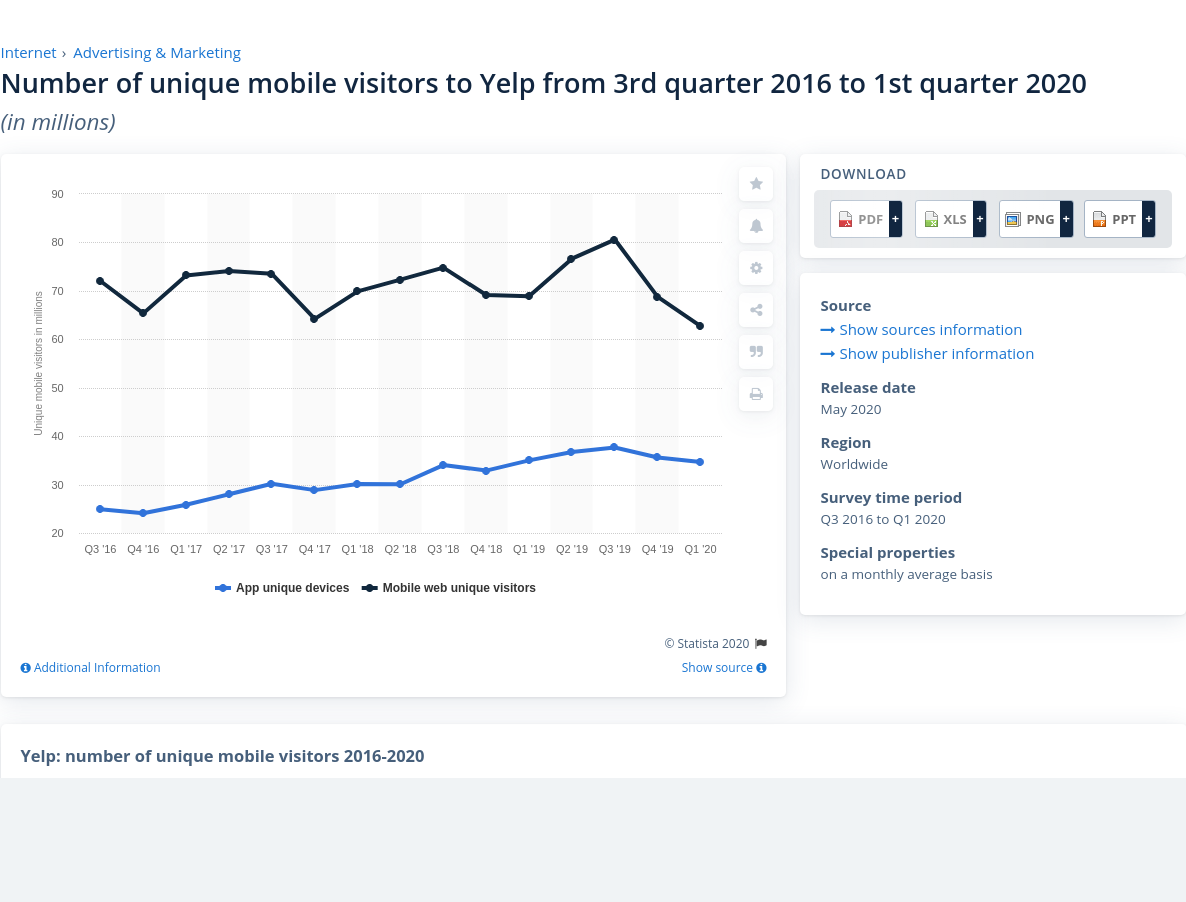 Internet › Advertising & Marketing
Number of unique mobile visitors to Yelp from 3rd quarter 2016 to 1st quarter 2020
(in millions)
90
80
70
60
50
40
30
20
Unique mobile visitors in millions
Q3 '16 Q4 '16 Q1 '17 Q2 '17 Q3 '17 Q4 '17 Q1 '18 Q2 '18 Q3 '18 Q4 '18 Q1 '19 Q2 '19 Q3 '19 Q4 '19 Q1 '20
App unique devices Mobile web unique visitors
© Statista 2020
Additional Information
Show source
DOWNLOAD
PDF + XLS + PNG + PPT +
Source
Show sources information
Show publisher information
Release date
May 2020
Region
Worldwide
Survey time period
Q3 2016 to Q1 2020
Special properties
on a monthly average basis
Yelp: number of unique mobile visitors 2016-2020